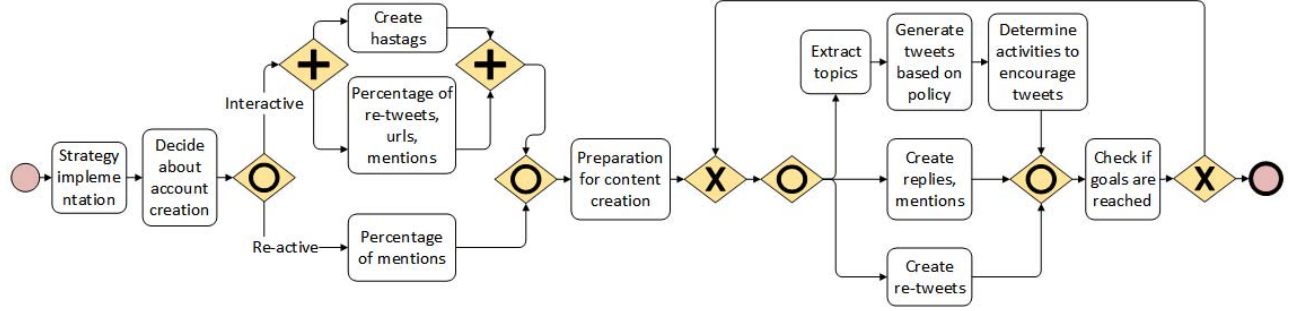 Strategy
impleme
ntation
Decide
about
account
creation
Interactive
Re-active
Create
hastags
Percentage of
re-tweets,
urls,
mentions
Percentage
of mentions
Preparation
for content
creation
X
Extract
topics
Generate
tweets
based on
policy
Determine
activities to
encourage
tweets
Create
replies,
mentions
Create
re-tweets
Check if
goals are
reached
X